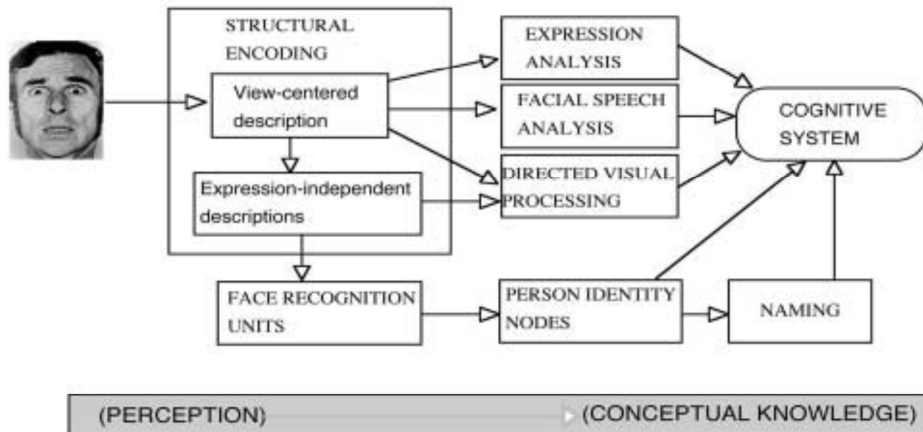 STRUCTURAL
ENCODING
View-centered
description
Expression-independent
descriptions
FACE RECOGNITION
UNITS
EXPRESSION
ANALYSIS
FACIAL SPEECH
ANALYSIS
DIRECTED VISUAL
PROCESSING
PERSON IDENTITY
NODES
NAMING
COGNITIVE
SYSTEM
(PERCEPTION)
(CONCEPTUAL KNOWLEDGE)